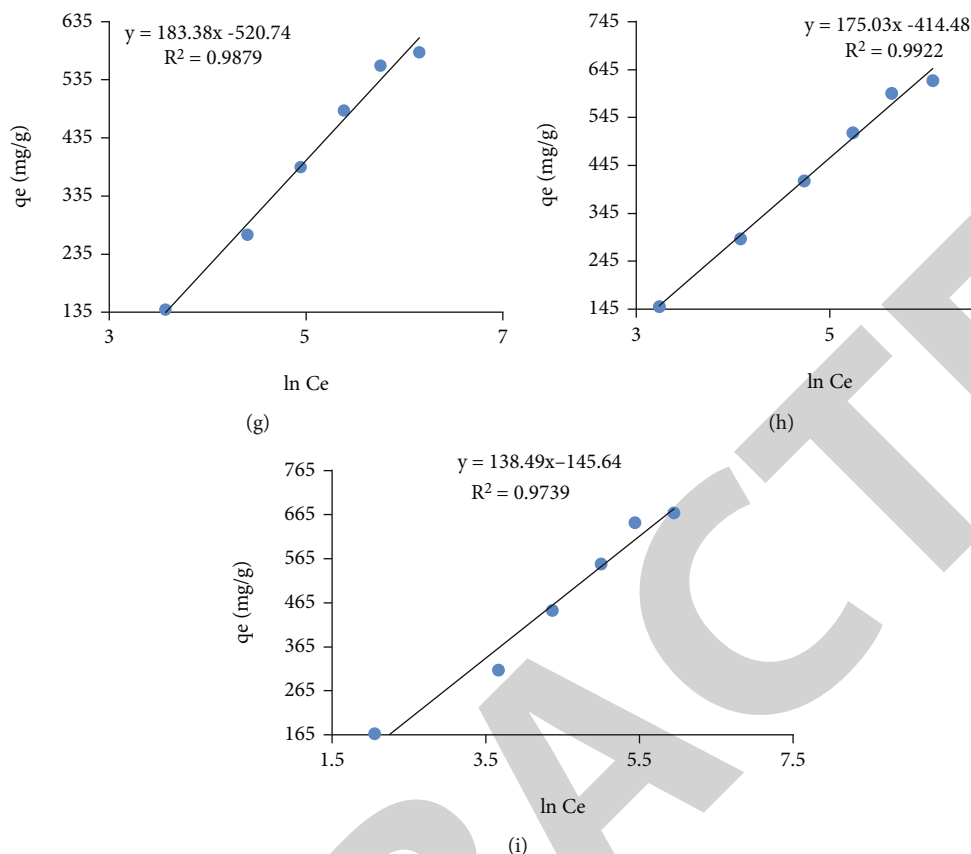 y = 183.38x -520.74
R² = 0.9879
635
535
435
335
235
135
3
5
7
qe (mg/g)
ln Ce
(g)
y = 175.03x -414.48
R² = 0.9922
745
645
545
445
345
245
145
3
5
qe (mg/g)
ln Ce
(h)
y = 138.49x–145.64
R² = 0.9739
765
665
565
465
365
265
165
1.5
3.5
5.5
7.5
qe (mg/g)
ln Ce
(i)